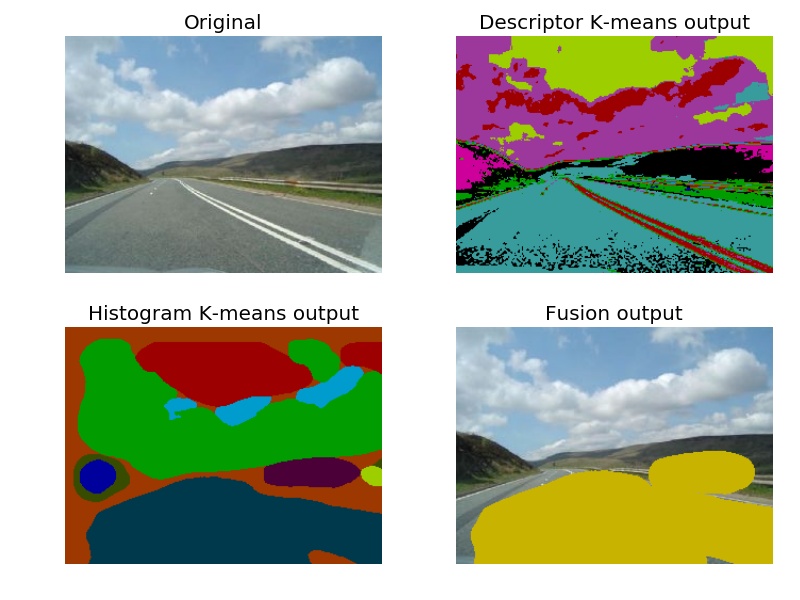 Original
Descriptor K-means output
Histogram K-means output
Fusion output